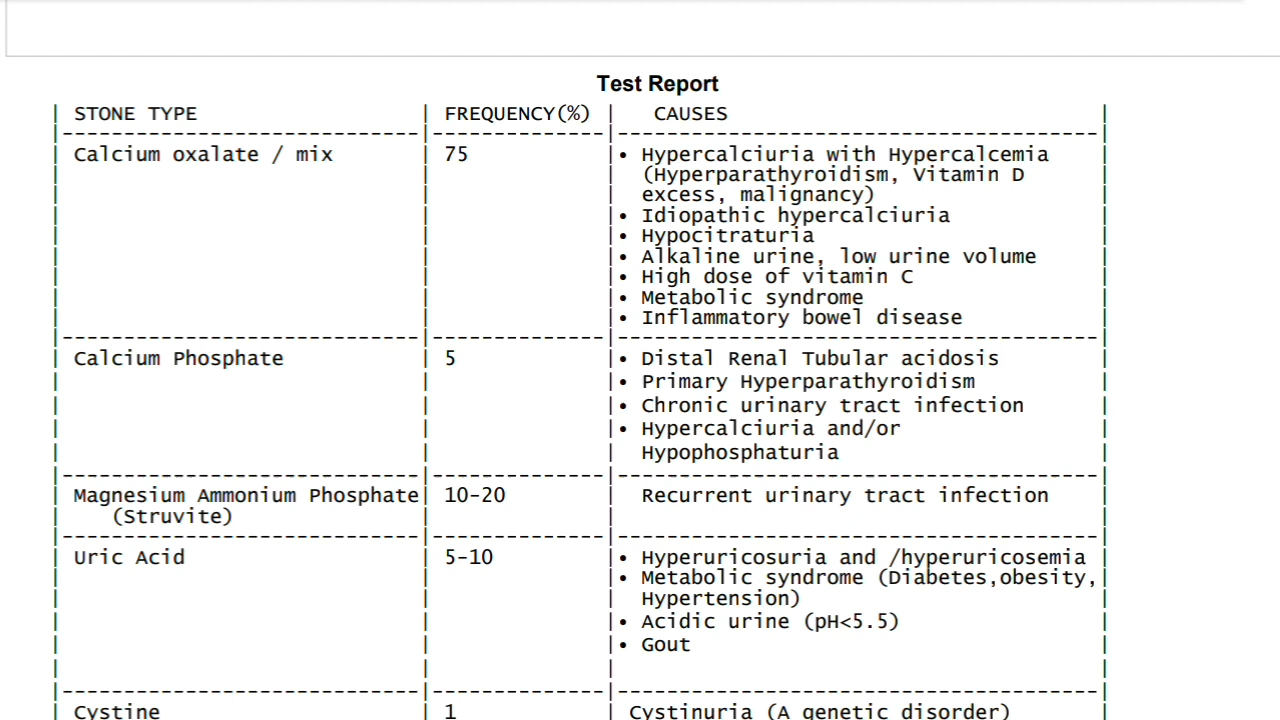 Test Report
| STONE TYPE | FREQUENCY(%) | CAUSES |
|-----------------------------|--------------|---------------------------------------|
| Calcium oxalate / mix | 75 |• Hypercalciuria with Hypercalcemia |
| | | (Hyperparathyroidism, Vitamin D |
| | | excess, malignancy) |
| | |• Idiopathic hypercalciuria |
| | |• Hypocitraturia |
| | |• Alkaline urine, low urine volume |
| | |• High dose of vitamin C |
| | |• Metabolic syndrome |
| | |• Inflammatory bowel disease |
|-----------------------------|--------------|---------------------------------------|
| Calcium Phosphate | 5 |• Distal Renal Tubular acidosis |
| | |• Primary Hyperparathyroidism |
| | |• Chronic urinary tract infection |
| | |• Hypercalciuria and/or |
| | | Hypophosphaturia |
|-----------------------------|--------------|---------------------------------------|
| Magnesium Ammonium Phosphate| 10-20 | Recurrent urinary tract infection |
| (Struvite) | | |
|-----------------------------|--------------|---------------------------------------|
| Uric Acid | 5-10 |• Hyperuricosuria and /hyperuricosemia |
| | |• Metabolic syndrome (Diabetes,obesity,|
| | | Hypertension) |
| | |• Acidic urine (pH<5.5) |
| | |• Gout |
| | | |
|-----------------------------|--------------|---------------------------------------|
| Cystine | 1 | Cystinuria (A genetic disorder) |